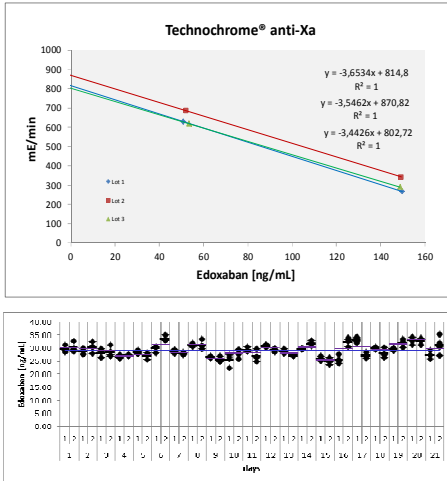 Technochrome® anti-Xa
1000
900
800
700
600
500
400
300
200
100
0
mE/min
y = -3,6534x + 814,8
R² = 1
y = -3,5462x + 870,82
R² = 1
y = -3,4426x + 802,72
R² = 1
Lot 1
Lot 2
Lot 3
0 20 40 60 80 100 120 140 160
Edoxaban [ng/mL]
40.00
35.00
30.00
25.00
20.00
15.00
10.00
5.00
0.00
Edoxaban [ng/mL]
1 2 1 2 1 2 1 2 1 2 1 2 1 2 1 2 1 2 1 2 1 2 1 2 1 2 1 2 1 2 1 2 1 2 1 2 1 2 1 2 1 2
1 2 3 4 5 6 7 8 9 10 11 12 13 14 15 16 17 18 19 20 21
days